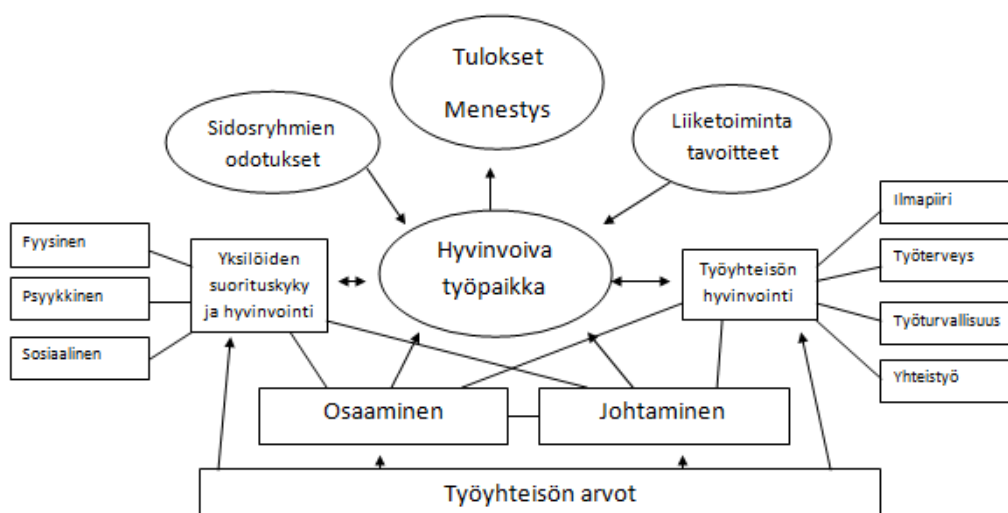 Tulokset
Menestys
Sidosryhmien
odotukset
Liiketoiminta
tavoitteet
Hyvinvoiva
työpaikka
Fyysinen
Psyykkinen
Sosiaalinen
Yksilöiden
suorituskyky
ja hyvinvointi
Työyhteisön
hyvinvointi
Ilmapiiri
Työterveys
Työturvallisuus
Yhteistyö
Osaaminen
Johtaminen
Työyhteisön arvot